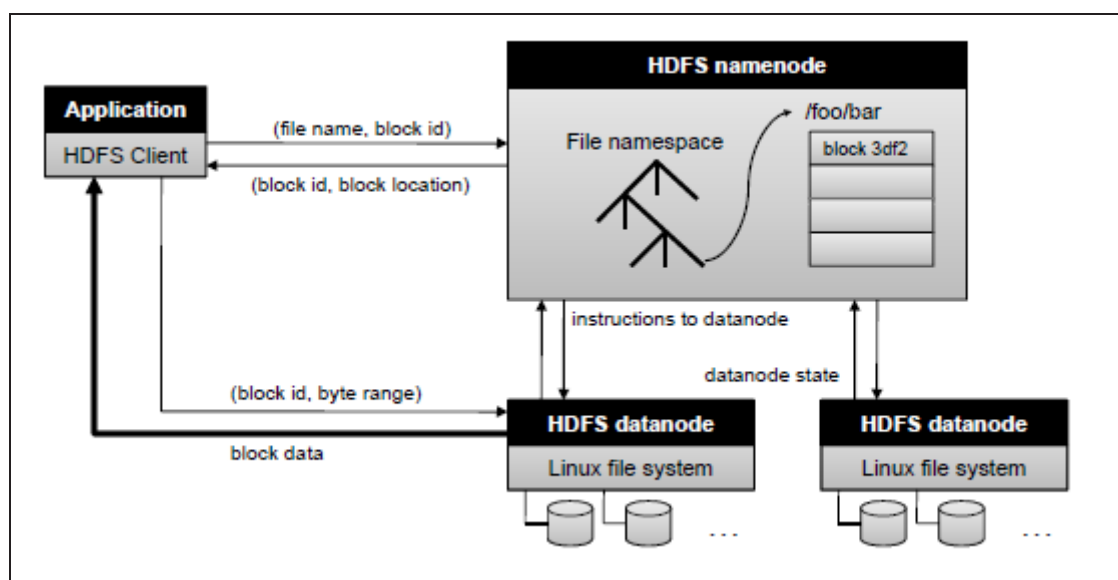 HDFS namenode
Application
HDFS Client
(file name, block id)
(block id, block location)
File namespace
/foo/bar
block 3df2
instructions to datanode
datanode state
(block id, byte range)
block data
HDFS datanode
Linux file system
. . .
HDFS datanode
Linux file system
. . .